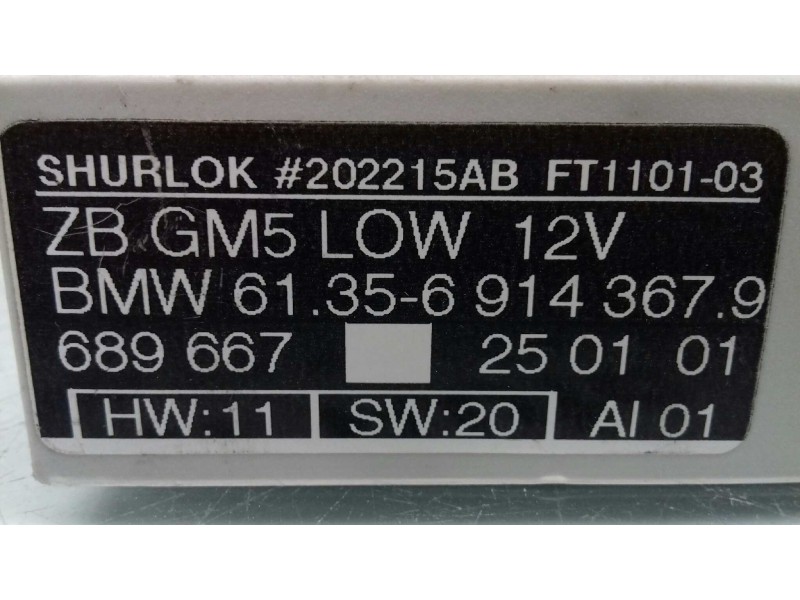 SHURLOK #202215AB FT1101-03
ZB GM5 LOW 12V
BMW 61.35-6 914 367.9
689 667 25 01 01
HW:11 SW:20 AI 01